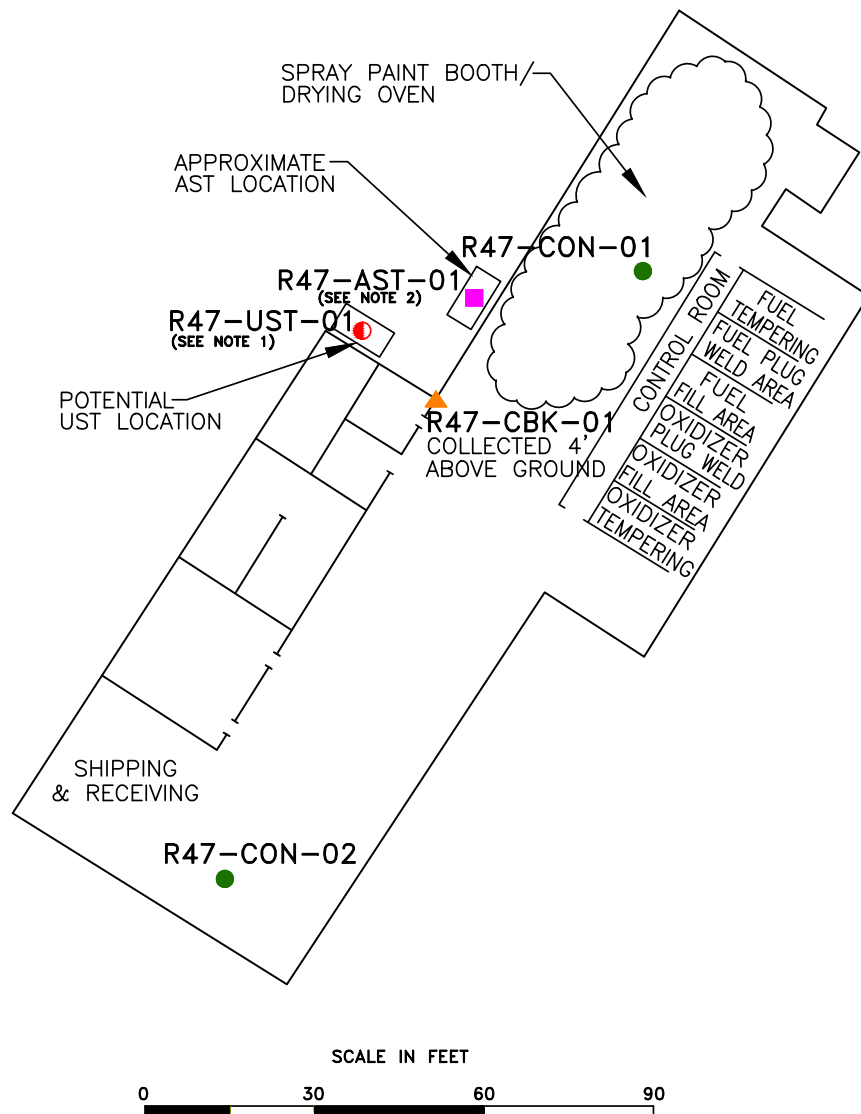 SPRAY PAINT BOOTH/
DRYING OVEN
APPROXIMATE
AST LOCATION
R47-CON-01
R47-AST-01
(SEE NOTE 2)
R47-UST-01
(SEE NOTE 1)
POTENTIAL
UST LOCATION
R47-CBK-01
COLLECTED 4'
ABOVE GROUND
CONTROL ROOM
FUEL
TEMPERING
FUEL PLUG
WELD AREA
FUEL
FILL AREA
OXIDIZER
PLUG WELD
OXIDIZER
FILL AREA
OXIDIZER
TEMPERING
SHIPPING
& RECEIVING
R47-CON-02
SCALE IN FEET
0 30 60 90